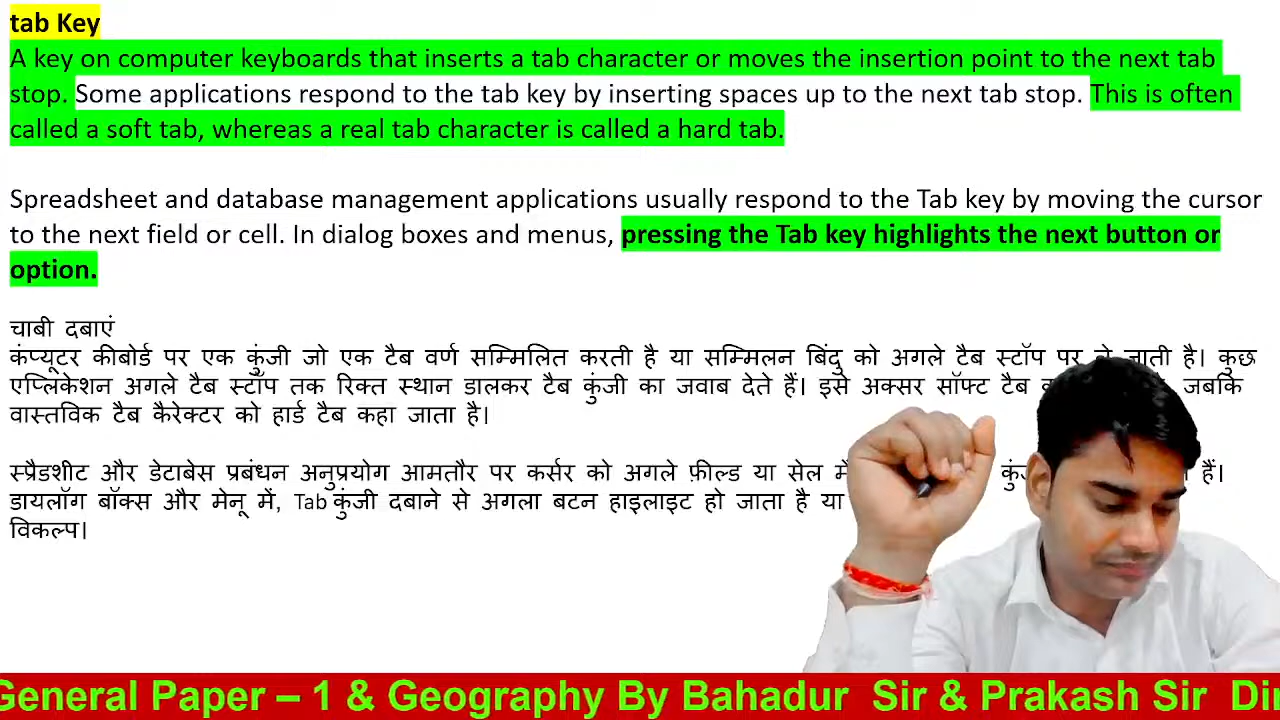 tab Key
A key on computer keyboards that inserts a tab character or moves the insertion point to the next tab
stop. Some applications respond to the tab key by inserting spaces up to the next tab stop. This is often
called a soft tab, whereas a real tab character is called a hard tab.
Spreadsheet and database management applications usually respond to the Tab key by moving the cursor
to the next field or cell. In dialog boxes and menus, pressing the Tab key highlights the next button or
option.
चाबी दबाएं
कंप्यूटर कीबोर्ड पर एक कुंजी जो एक टैब वर्ण सम्मिलित करती है या सम्मिलन बिंदु को अगले टैब स्टॉप पर जाती है। कुछ
एप्लिकेशन अगले टैब स्टॉप तक रिक्त स्थान डालकर टैब कुंजी का जवाब देते हैं। इसे अक्सर सॉफ्ट टैब जबकि
वास्तविक टैब कैरेक्टर को हार्ड टैब कहा जाता है।
स्प्रैडशीट और डेटाबेस प्रबंधन अनुप्रयोग आमतौर पर कर्सर को अगले फ़ील्ड या सेल में हैं।
डायलॉग बॉक्स और मेनू में, Tab कुंजी दबाने से अगला बटन हाइलाइट हो जाता है या
विकल्प।
General Paper – 1 & Geography By Bahadur Sir & Prakash Sir